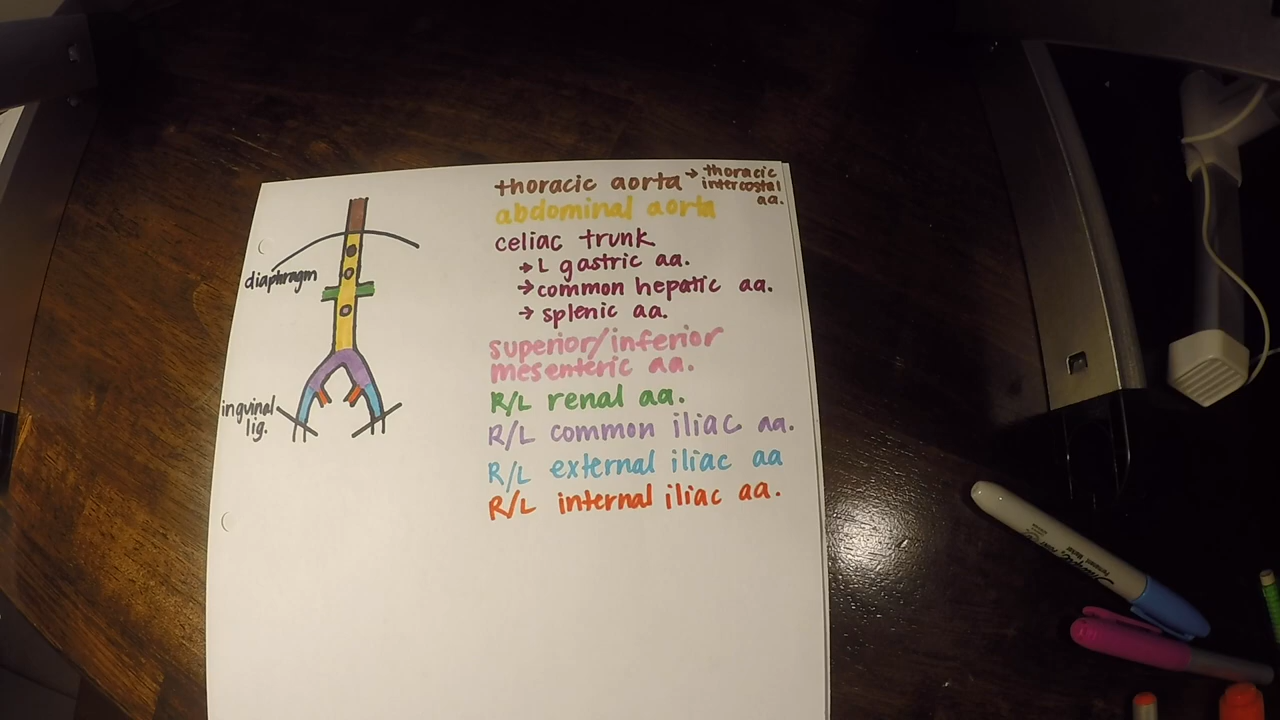 thoracic aorta → thoracic
intercostal
aa.
abdominal aorta
celiac trunk
→ L gastric aa.
→ common hepatic aa.
→ splenic aa.
superior/inferior
mesenteric aa.
R/L renal aa.
R/L common iliac aa.
R/L external iliac aa
R/L internal iliac aa.
diaphragm
inguinal
lig.